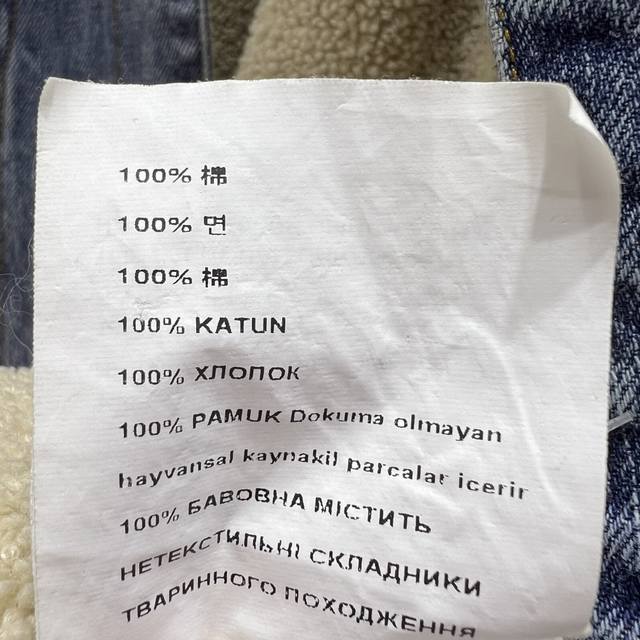 100% 棉
100% 면
100% 棉
100% KATUN
100% ХЛОПОК
100% PAMUK Dokuma olmayan
hayvansal kaynakil parcalar icerir
100% БАВОВНА МІСТИТЬ
НЕТЕКСТИЛЬНІ СКЛАДНИКИ
ТВАРИННОГО ПОХОДЖЕННЯ